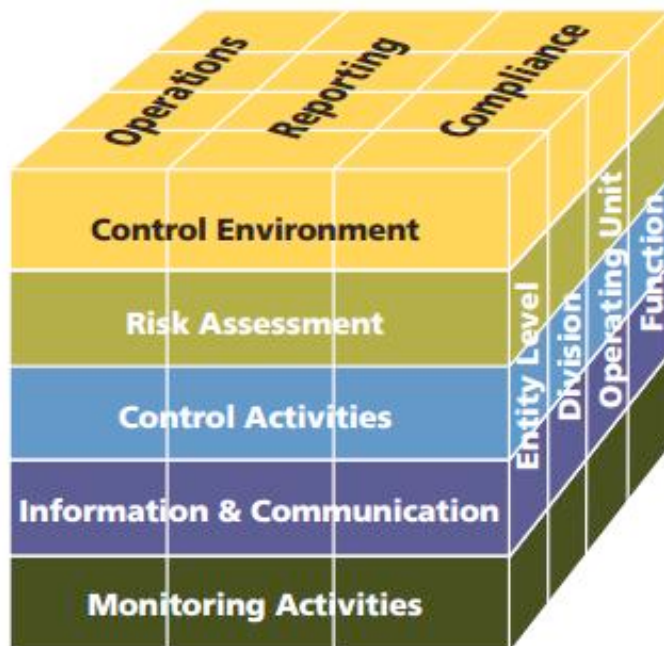 Operations
Reporting
Compliance
Control Environment
Risk Assessment
Control Activities
Information & Communication
Monitoring Activities
Entity Level
Division
Operating Unit
Function